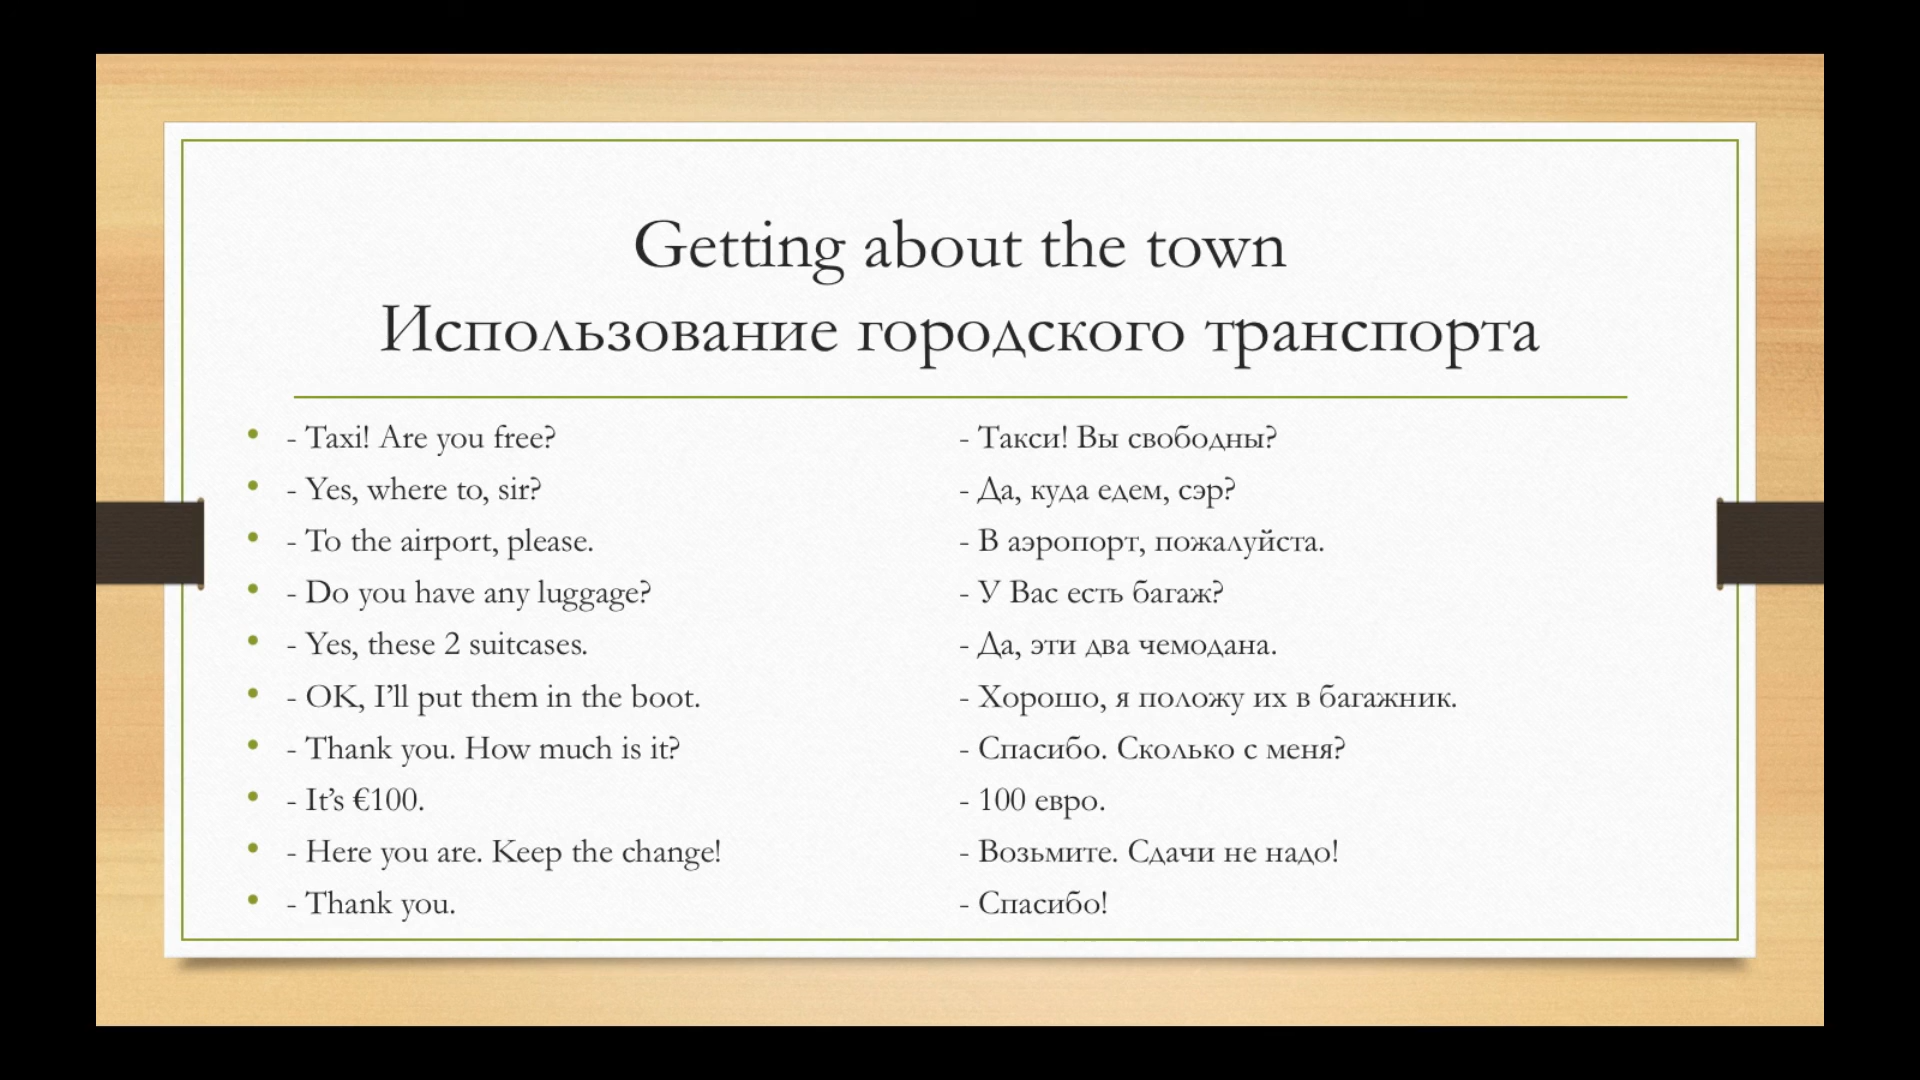 Getting about the town
Использование городского транспорта
- Taxi! Are you free?
- Такси! Вы свободны?
- Yes, where to, sir?
- Да, куда едем, сэр?
- To the airport, please.
- В аэропорт, пожалуйста.
- Do you have any luggage?
- У Вас есть багаж?
- Yes, these 2 suitcases.
- Да, эти два чемодана.
- OK, I’ll put them in the boot.
- Хорошо, я положу их в багажник.
- Thank you. How much is it?
- Спасибо. Сколько с меня?
- It’s €100.
- 100 евро.
- Here you are. Keep the change!
- Возьмите. Сдачи не надо!
- Thank you.
- Спасибо!